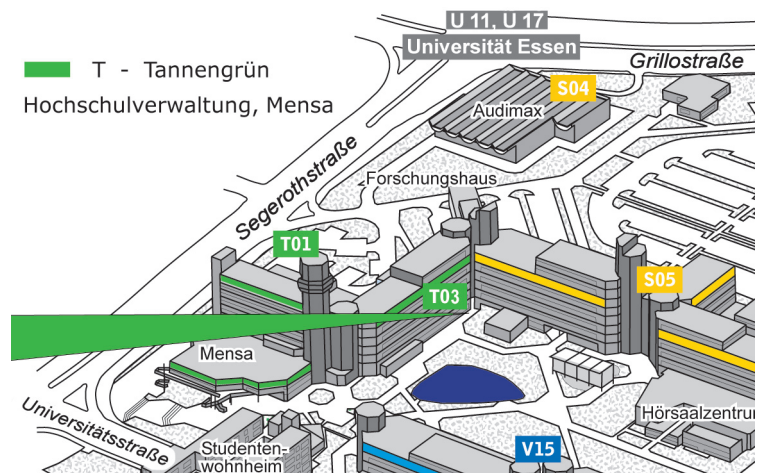 U 11, U 17
Universität Essen
T - Tannengrün
Hochschulverwaltung, Mensa
Grillostraße
S04
Audimax
Forschungshaus
Segerothstraße
T01
T03
S05
Mensa
Universitätsstraße
Studenten-
wohnheim
V15
Hörsaalzentru